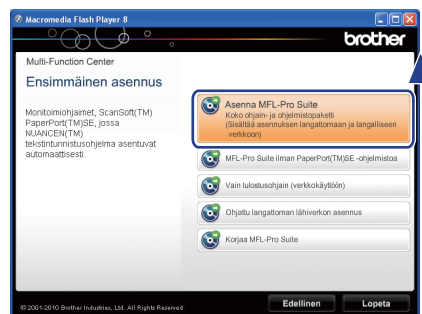 Macromedia Flash Player 8
brother
Multi-Function Center
Ensimmäinen asennus
Monitoimiohjaimet, ScanSoft(TM)
PaperPort(TM)SE, jossa
NUANCEN(TM)
tekstintunnistusohjelma asentuvat
automaattisesti.
Asenna MFL-Pro Suite
Koko ohjain- ja ohjelmistopaketti
(Sisältää asennuksen langattomaan ja langalliseen
verkkoon)
MFL-Pro Suite ilman PaperPort(TM)SE -ohjelmistoa
Vain tulostusohjain (verkkokäyttöön)
Ohjattu langattoman lähiverkon asennus
Korjaa MFL-Pro Suite
© 2001-2010 Brother Industries, Ltd. All Rights Reserved.
Edellinen
Lopeta